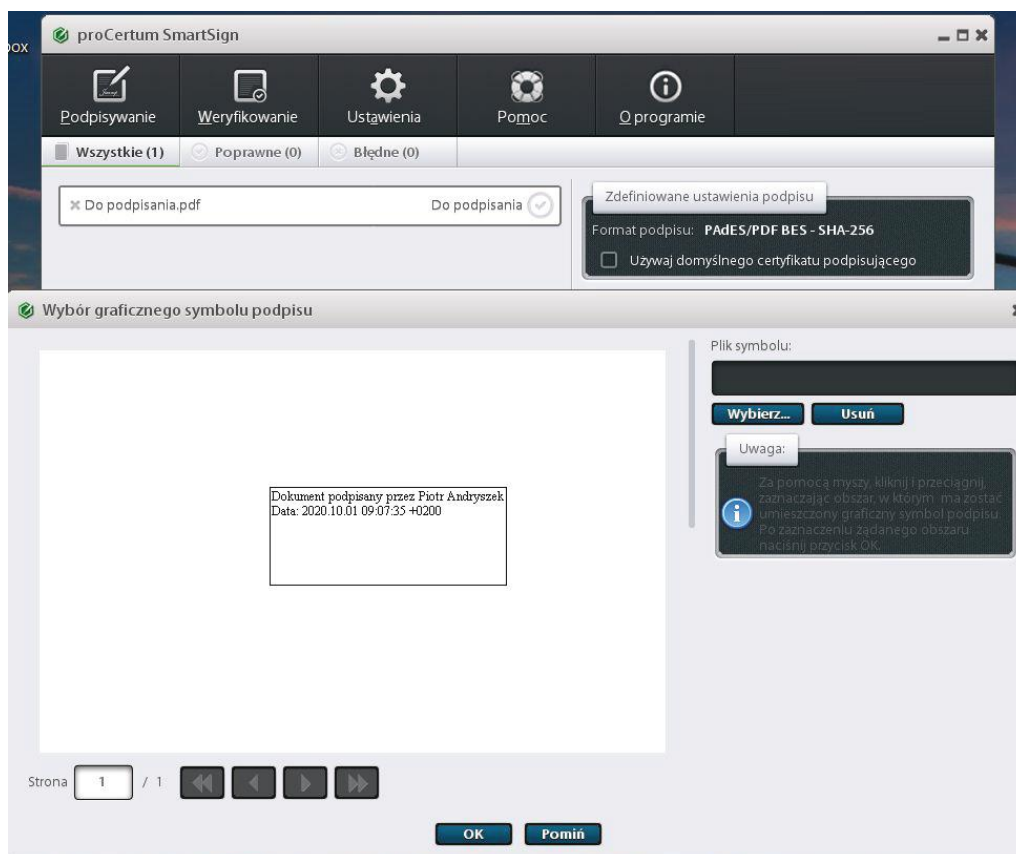 box
proCertum SmartSign
Podpisywanie
Weryfikowanie
Ustawienia
Pomoc
O programie
Wszystkie (1)
Poprawne (0)
Błędne (0)
Do podpisania.pdf
Do podpisania
Zdefiniowane ustawienia podpisu
Format podpisu: PAdES/PDF BES - SHA-256
Używaj domyślnego certyfikatu podpisującego
Wybór graficznego symbolu podpisu
Plik symbolu:
Wybierz...
Usuń
Uwaga:
Za pomocą myszy, kliknij i przeciągnij,
zaznaczając obszar, w którym ma zostać
umieszczony graficzny symbol podpisu.
Po zaznaczeniu żądanego obszaru
naciśnij przycisk OK.
Dokument podpisany przez Piotr Andryszek
Data: 2020.10.01 09:07:35 +0200
Strona 1 / 1
OK
Pomiń